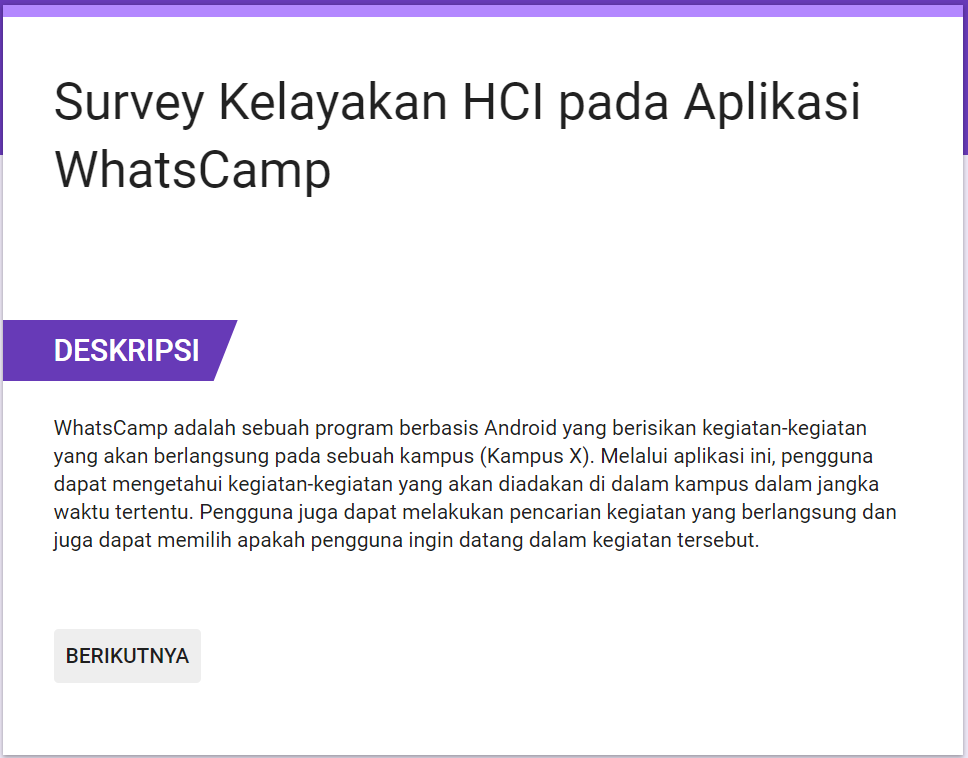 Survey Kelayakan HCI pada Aplikasi
WhatsCamp
DESKRIPSI
WhatsCamp adalah sebuah program berbasis Android yang berisikan kegiatan-kegiatan
yang akan berlangsung pada sebuah kampus (Kampus X). Melalui aplikasi ini, pengguna
dapat mengetahui kegiatan-kegiatan yang akan diadakan di dalam kampus dalam jangka
waktu tertentu. Pengguna juga dapat melakukan pencarian kegiatan yang berlangsung dan
juga dapat memilih apakah pengguna ingin datang dalam kegiatan tersebut.
BERIKUTNYA